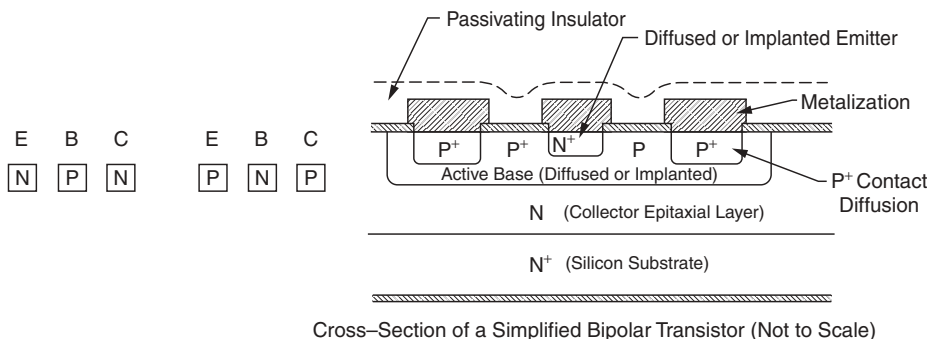 Passivating Insulator
Diffused or Implanted Emitter
Metalization
E B C E B C
N P N P N P
P+ P+ N+ P P+
Active Base (Diffused or Implanted)
P+ Contact
Diffusion
N (Collector Epitaxial Layer)
N+ (Silicon Substrate)
Cross–Section of a Simplified Bipolar Transistor (Not to Scale)